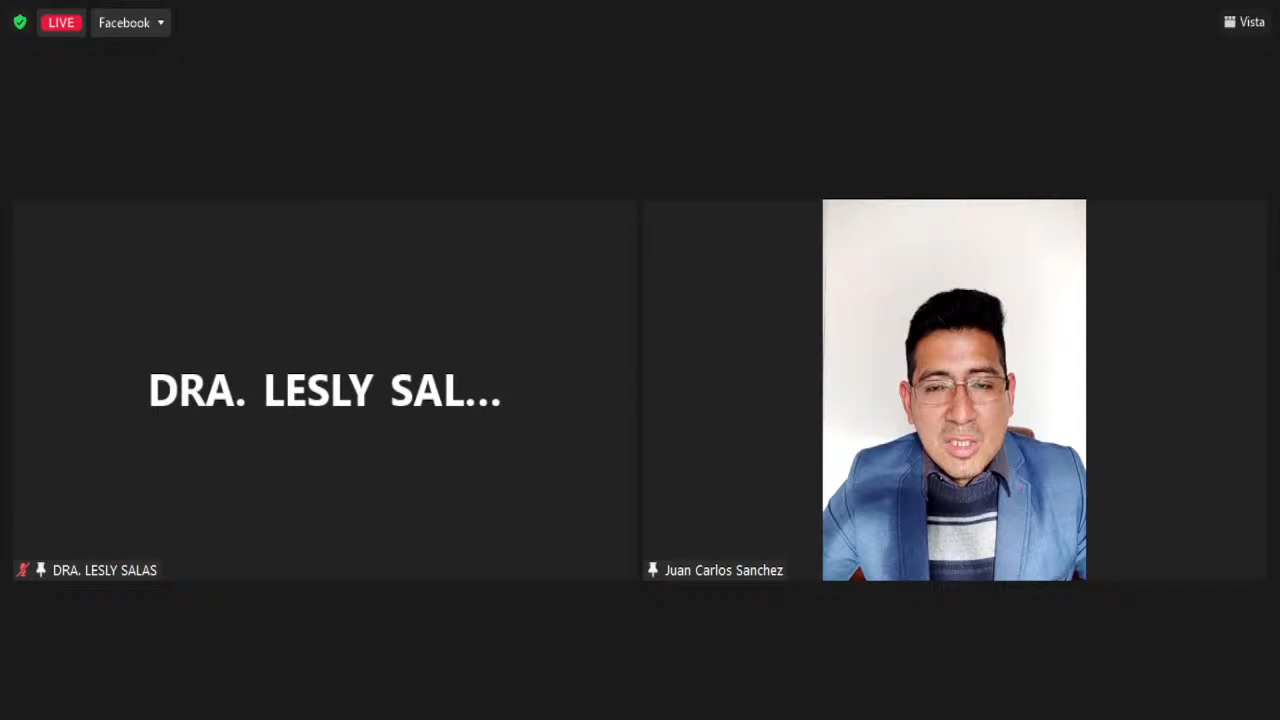 LIVE
Facebook
Vista
DRA. LESLY SAL...
DRA. LESLY SALAS
Juan Carlos Sanchez